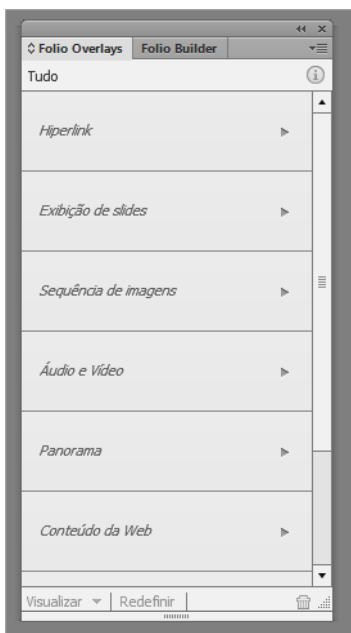 Folio Overlays Folio Builder
Tudo
Hiperlink
Exibição de slides
Sequência de imagens
Áudio e Vídeo
Panorama
Conteúdo da Web
Visualizar Redefinir